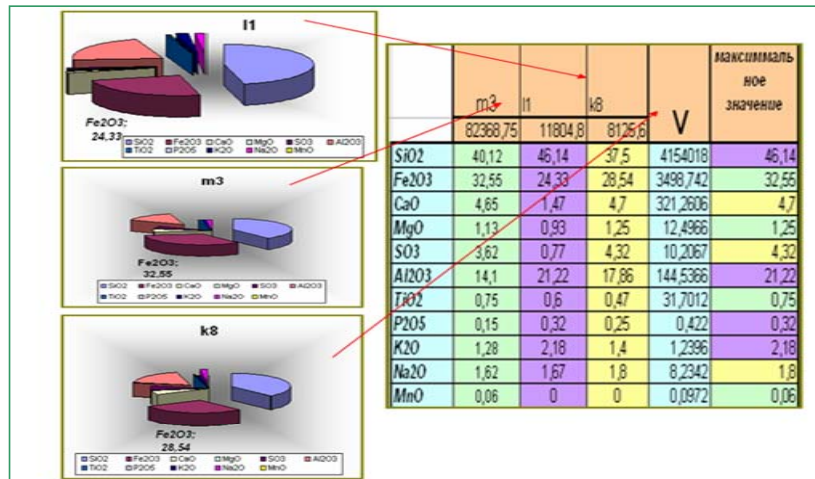 l1
Fe2O3;
24,33
SiO2 Fe2O3 CaO MgO SO3 Al2O3
TiO2 P2O5 K2O Na2O MnO
m3
Fe2O3;
32,55
SiO2 Fe2O3 CaO MgO SO3 Al2O3
TiO2 P2O5 K2O Na2O MnO
k8
Fe2O3;
28,54
SiO2 Fe2O3 CaO MgO SO3 Al2O3
TiO2 P2O5 K2O Na2O MnO
m3 l1 k8 V максиммаль
ное
значение
82368,75 11804,8 8125,6
SiO2 40,12 46,14 37,5 4154018 46,14
Fe2O3 32,55 24,33 28,54 3498,742 32,55
CaO 4,65 1,47 4,7 321,2606 4,7
MgO 1,13 0,93 1,25 12,4966 1,25
SO3 3,62 0,77 4,32 10,2067 4,32
Al2O3 14,1 21,22 17,86 144,5366 21,22
TiO2 0,75 0,6 0,47 31,7012 0,75
P2O5 0,15 0,32 0,25 0,422 0,32
K2O 1,28 2,18 1,4 1,2396 2,18
Na2O 1,62 1,67 1,8 8,2342 1,8
MnO 0,06 0 0 0,0972 0,06